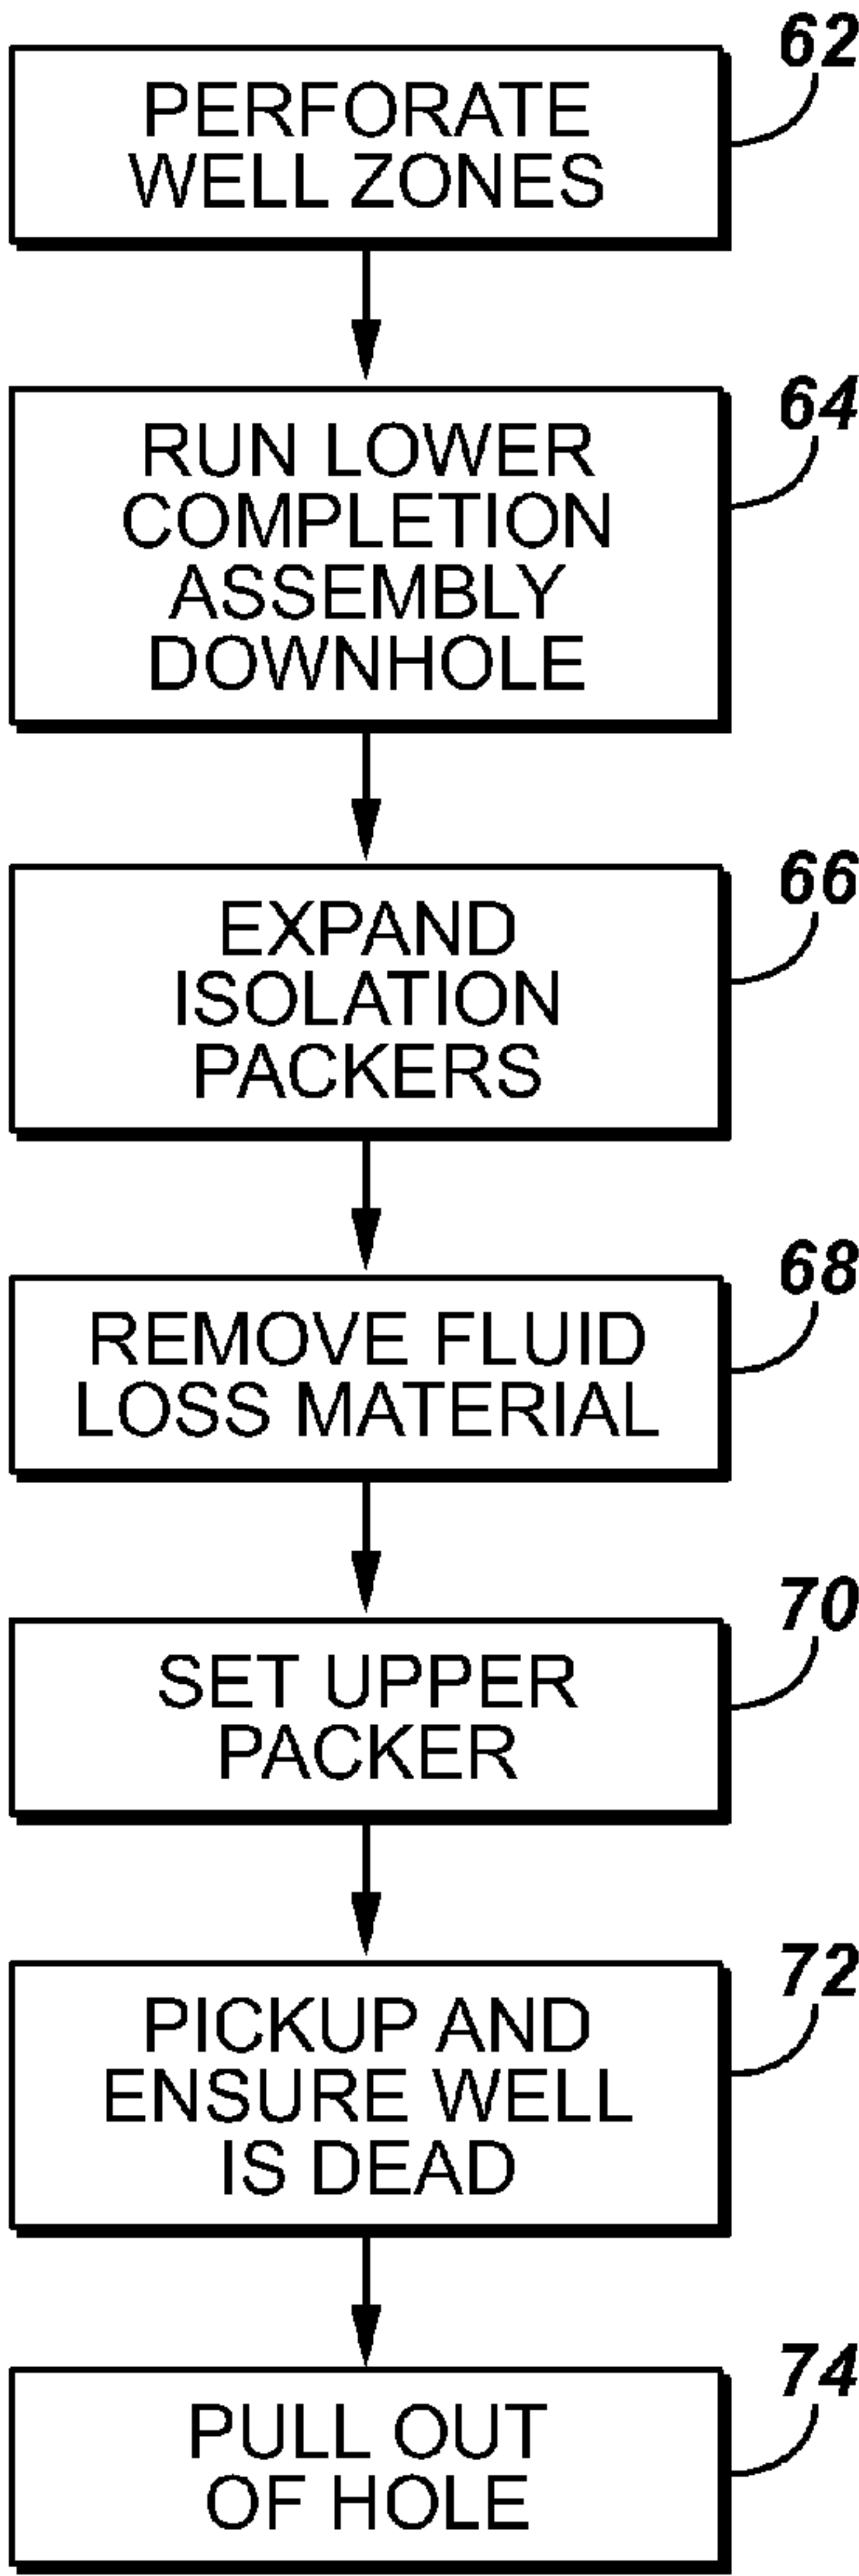 62
PERFORATE
WELL ZONES
64
RUN LOWER
COMPLETION
ASSEMBLY
DOWNHOLE
66
EXPAND
ISOLATION
PACKERS
68
REMOVE FLUID
LOSS MATERIAL
70
SET UPPER
PACKER
72
PICKUP AND
ENSURE WELL
IS DEAD
74
PULL OUT
OF HOLE